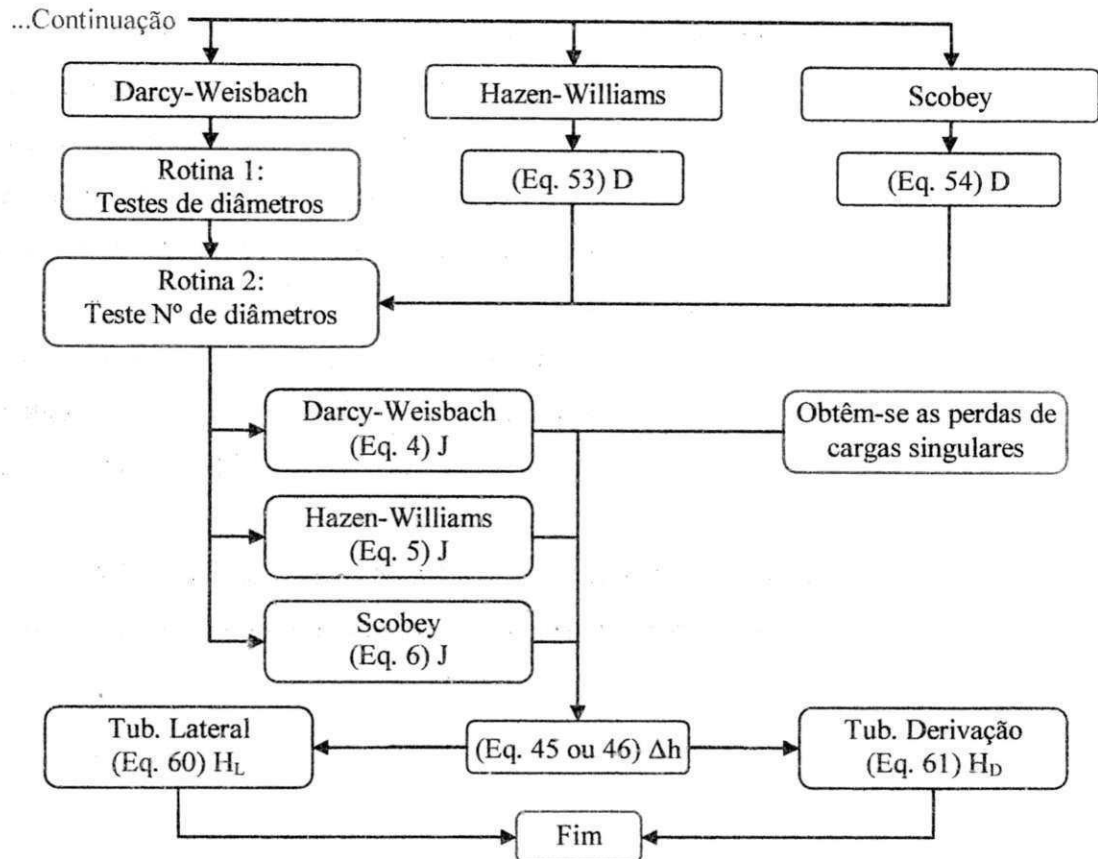 ...Continuação
Darcy-Weisbach
Hazen-Williams
Scobey
Rotina 1:
Testes de diâmetros
(Eq. 53) D
(Eq. 54) D
Rotina 2:
Teste Nº de diâmetros
Darcy-Weisbach
(Eq. 4) J
Obtêm-se as perdas de
cargas singulares
Hazen-Williams
(Eq. 5) J
Scobey
(Eq. 6) J
Tub. Lateral
(Eq. 60) H_L
(Eq. 45 ou 46) Δh
Tub. Derivação
(Eq. 61) H_D
Fim